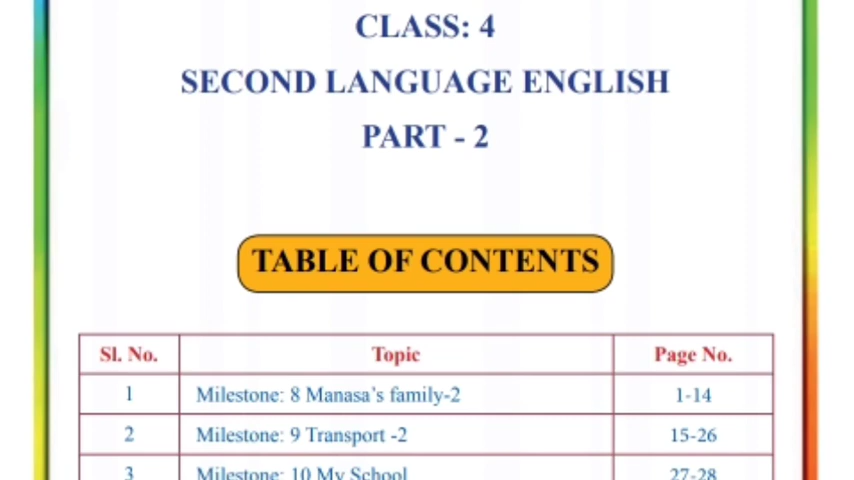 CLASS: 4
SECOND LANGUAGE ENGLISH
PART - 2
TABLE OF CONTENTS
Sl. No. Topic Page No.
1 Milestone: 8 Manasa's family-2 1-14
2 Milestone: 9 Transport -2 15-26
3 Milestone: 10 My School 27-28